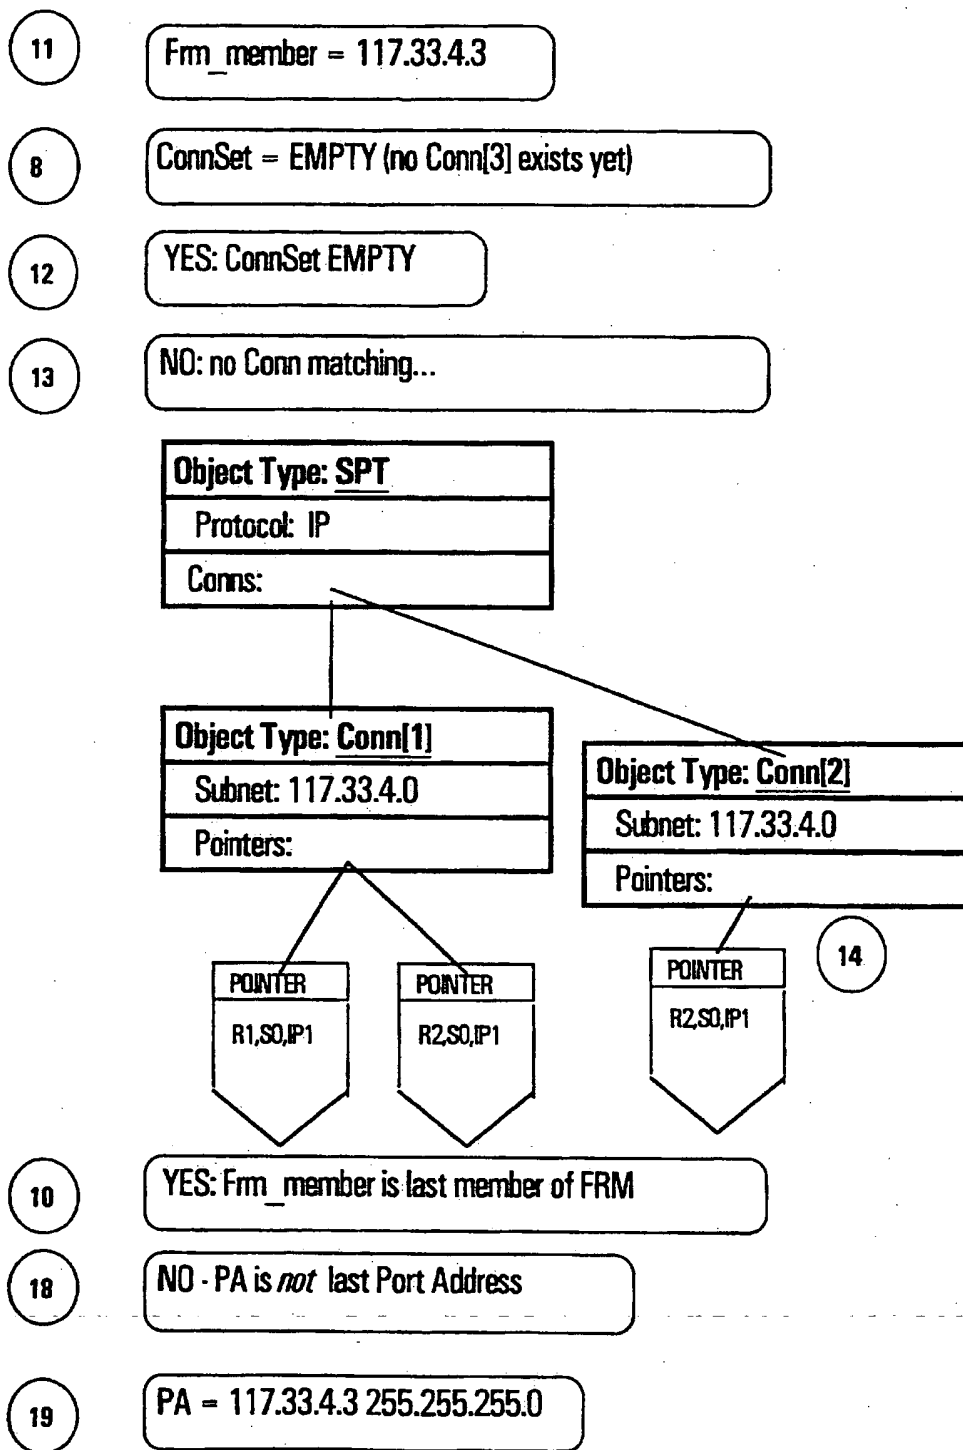 11
Frm_member = 117.33.4.3
8
ConnSet = EMPTY (no Conn[3] exists yet)
12
YES: ConnSet EMPTY
13
NO: no Conn matching...
Object Type: SPT
Protocol: IP
Conns:
Object Type: Conn[1]
Subnet: 117.33.4.0
Pointers:
Object Type: Conn[2]
Subnet: 117.33.4.0
Pointers:
14
POINTER
R1,S0,IP1
POINTER
R2,S0,IP1
POINTER
R2,S0,IP1
10
YES: Frm_member is last member of FRM
18
NO - PA is not last Port Address
19
PA = 117.33.4.3 255.255.255.0